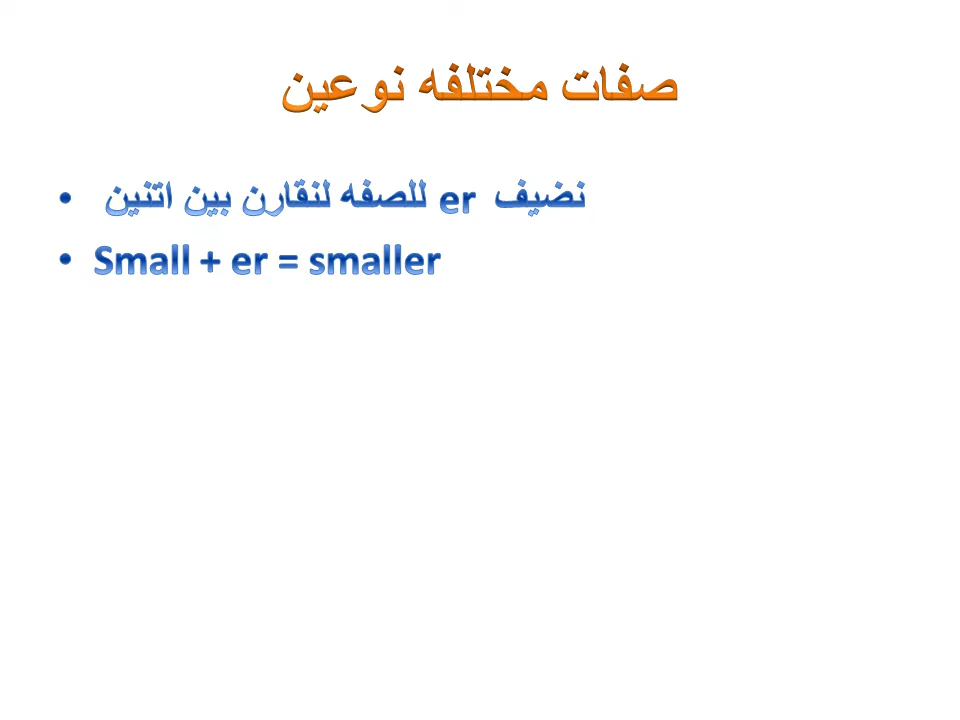 صفات مختلفه نوعين
• نضيف er للصفه لنقارن بين اتنين
• Small + er = smaller